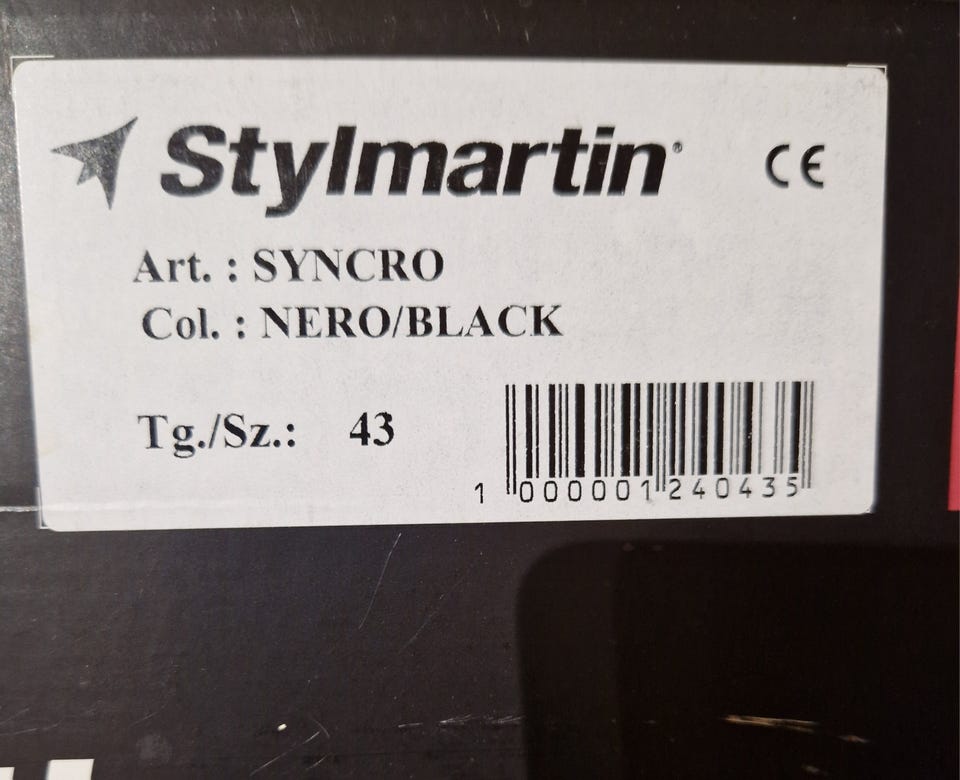 Stylmartin® CE
Art. : SYNCRO
Col. : NERO/BLACK
Tg./Sz.: 43
1 000001 240435